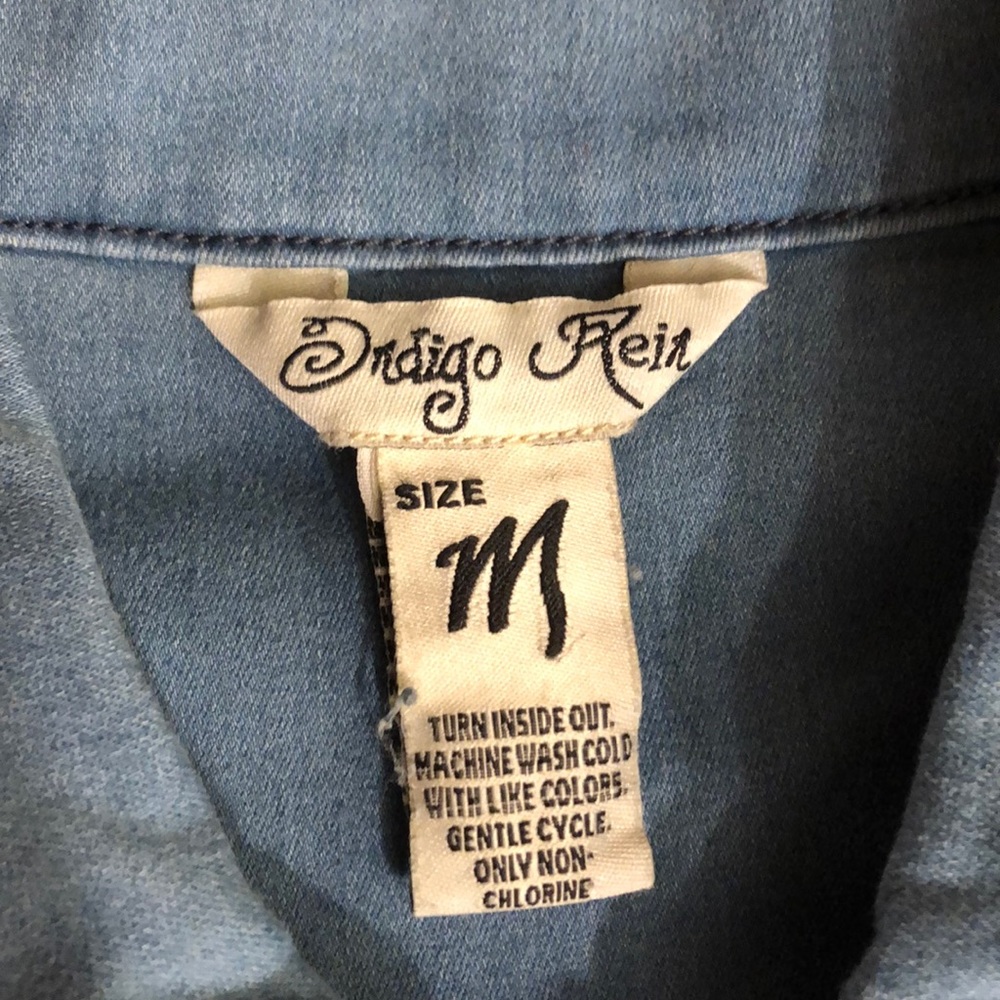 Indigo Rein
SIZE
M
TURN INSIDE OUT.
MACHINE WASH COLD
WITH LIKE COLORS.
GENTLE CYCLE.
ONLY NON-
CHLORINE